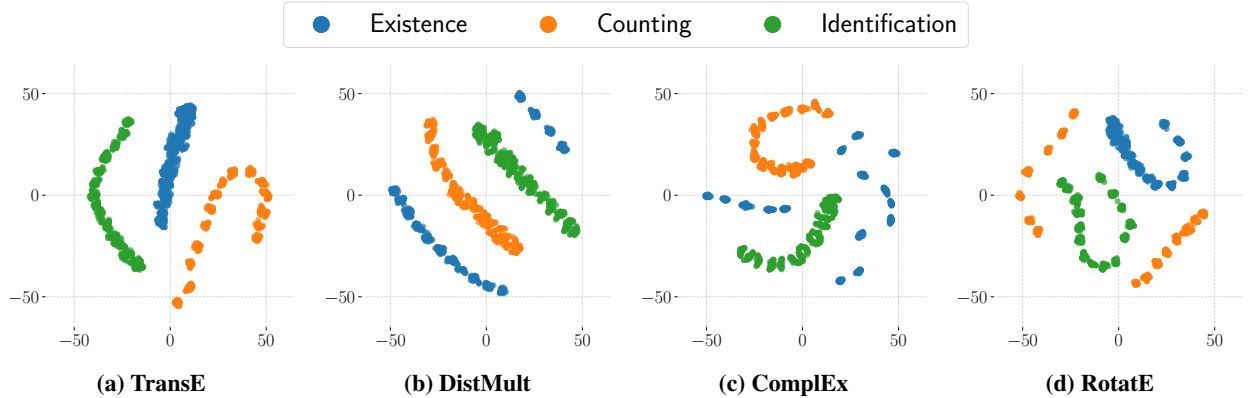 Existence Counting Identification
50 50 50 50
0 0 0 0
−50 −50 −50 −50
−50 0 50 −50 0 50 −50 0 50 −50 0 50
(a) TransE (b) DistMult (c) ComplEx (d) RotatE